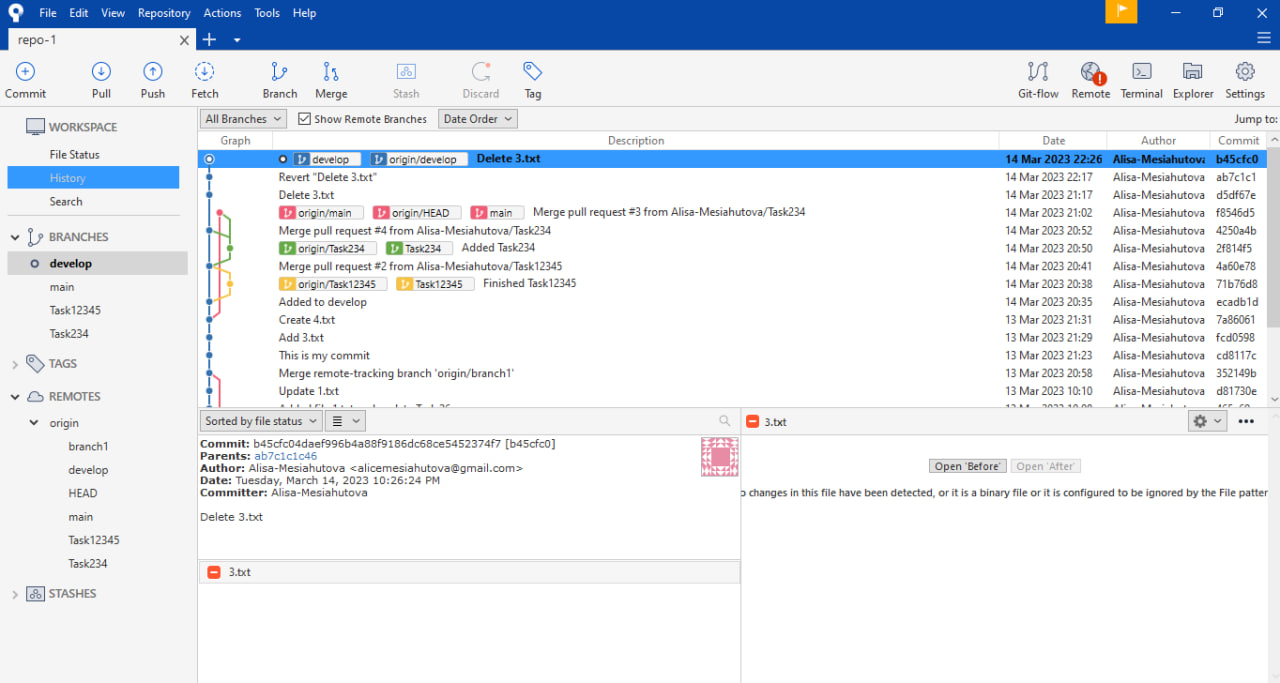 File Edit View Repository Actions Tools Help
repo-1
Commit Pull Push Fetch Branch Merge Stash Discard Tag Git-flow Remote Terminal Explorer Settings
WORKSPACE
File Status
History
Search
BRANCHES
develop
main
Task12345
Task234
TAGS
REMOTES
origin
branch1
develop
HEAD
main
Task12345
Task234
STASHES
All Branches Show Remote Branches Date Order Jump to:
Graph Description Date Author Commit
develop origin/develop Delete 3.txt 14 Mar 2023 22:26 Alisa-Mesiahutova b45cfc0
Revert "Delete 3.txt" 14 Mar 2023 22:17 Alisa-Mesiahutova ab7c1c1
Delete 3.txt 14 Mar 2023 21:17 Alisa-Mesiahutova d5df67e
origin/main origin/HEAD main Merge pull request #3 from Alisa-Mesiahutova/Task234 14 Mar 2023 21:02 Alisa-Mesiahutova f8546d5
Merge pull request #4 from Alisa-Mesiahutova/Task234 14 Mar 2023 20:52 Alisa-Mesiahutova 4250a4b
origin/Task234 Task234 Added Task234 14 Mar 2023 20:50 Alisa-Mesiahutova 2f814f5
Merge pull request #2 from Alisa-Mesiahutova/Task12345 14 Mar 2023 20:41 Alisa-Mesiahutova 4a60e78
origin/Task12345 Task12345 Finished Task12345 14 Mar 2023 20:38 Alisa-Mesiahutova 71b76d8
Added to develop 14 Mar 2023 20:35 Alisa-Mesiahutova ecadb1d
Create 4.txt 13 Mar 2023 21:31 Alisa-Mesiahutova 7a86061
Add 3.txt 13 Mar 2023 21:29 Alisa-Mesiahutova fcd0598
This is my commit 13 Mar 2023 21:23 Alisa-Mesiahutova cd8117c
Merge remote-tracking branch 'origin/branch1' 13 Mar 2023 20:58 Alisa-Mesiahutova 352149b
Update 1.txt 13 Mar 2023 10:10 Alisa-Mesiahutova d81730e
Sorted by file status
Commit: b45cfc04daef996b4a88f9186dc68ce5452374f7 [b45cfc0]
Parents: ab7c1c1c46
Author: Alisa-Mesiahutova <alicemesiahutova@gmail.com>
Date: Tuesday, March 14, 2023 10:26:24 PM
Committer: Alisa-Mesiahutova
Delete 3.txt
3.txt
3.txt
Open 'Before' Open 'After'
o changes in this file have been detected, or it is a binary file or it is configured to be ignored by the File patter